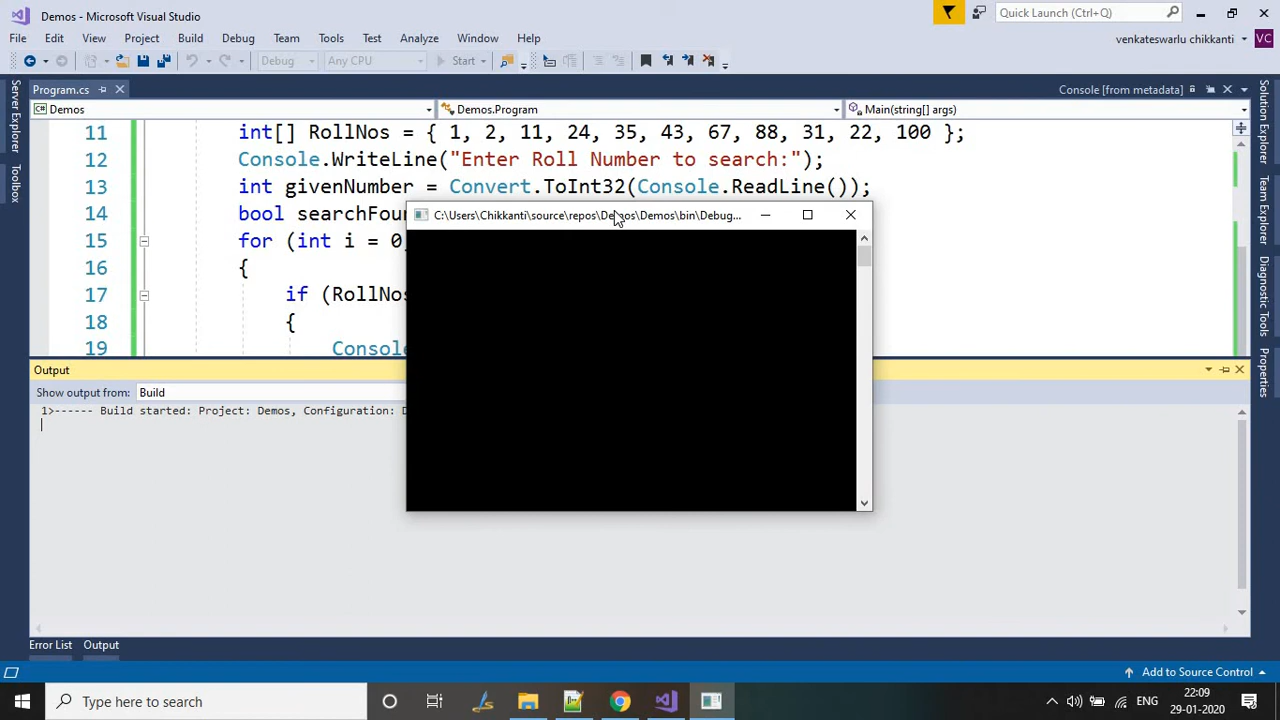 Demos - Microsoft Visual Studio
Quick Launch (Ctrl+Q)
File Edit View Project Build Debug Team Tools Test Analyze Window Help
venkateswarlu chikkanti
VC
Debug Any CPU Start
Server Explorer
Toolbox
Program.cs
Console [from metadata]
C# Demos
Demos.Program
Main(string[] args)
11 int[] RollNos = { 1, 2, 11, 24, 35, 43, 67, 88, 31, 22, 100 };
12 Console.WriteLine("Enter Roll Number to search:");
13 int givenNumber = Convert.ToInt32(Console.ReadLine());
14 bool searchFou
15 for (int i = 0
16 {
17 if (RollNos
18 {
19 Console
C:\Users\Chikkanti\source\repos\Demos\Demos\bin\Debug...
Solution Explorer
Team Explorer
Diagnostic Tools
Properties
Output
Show output from: Build
1>------ Build started: Project: Demos, Configuration:
Error List Output
Add to Source Control
Type here to search
ENG
22:09
29-01-2020